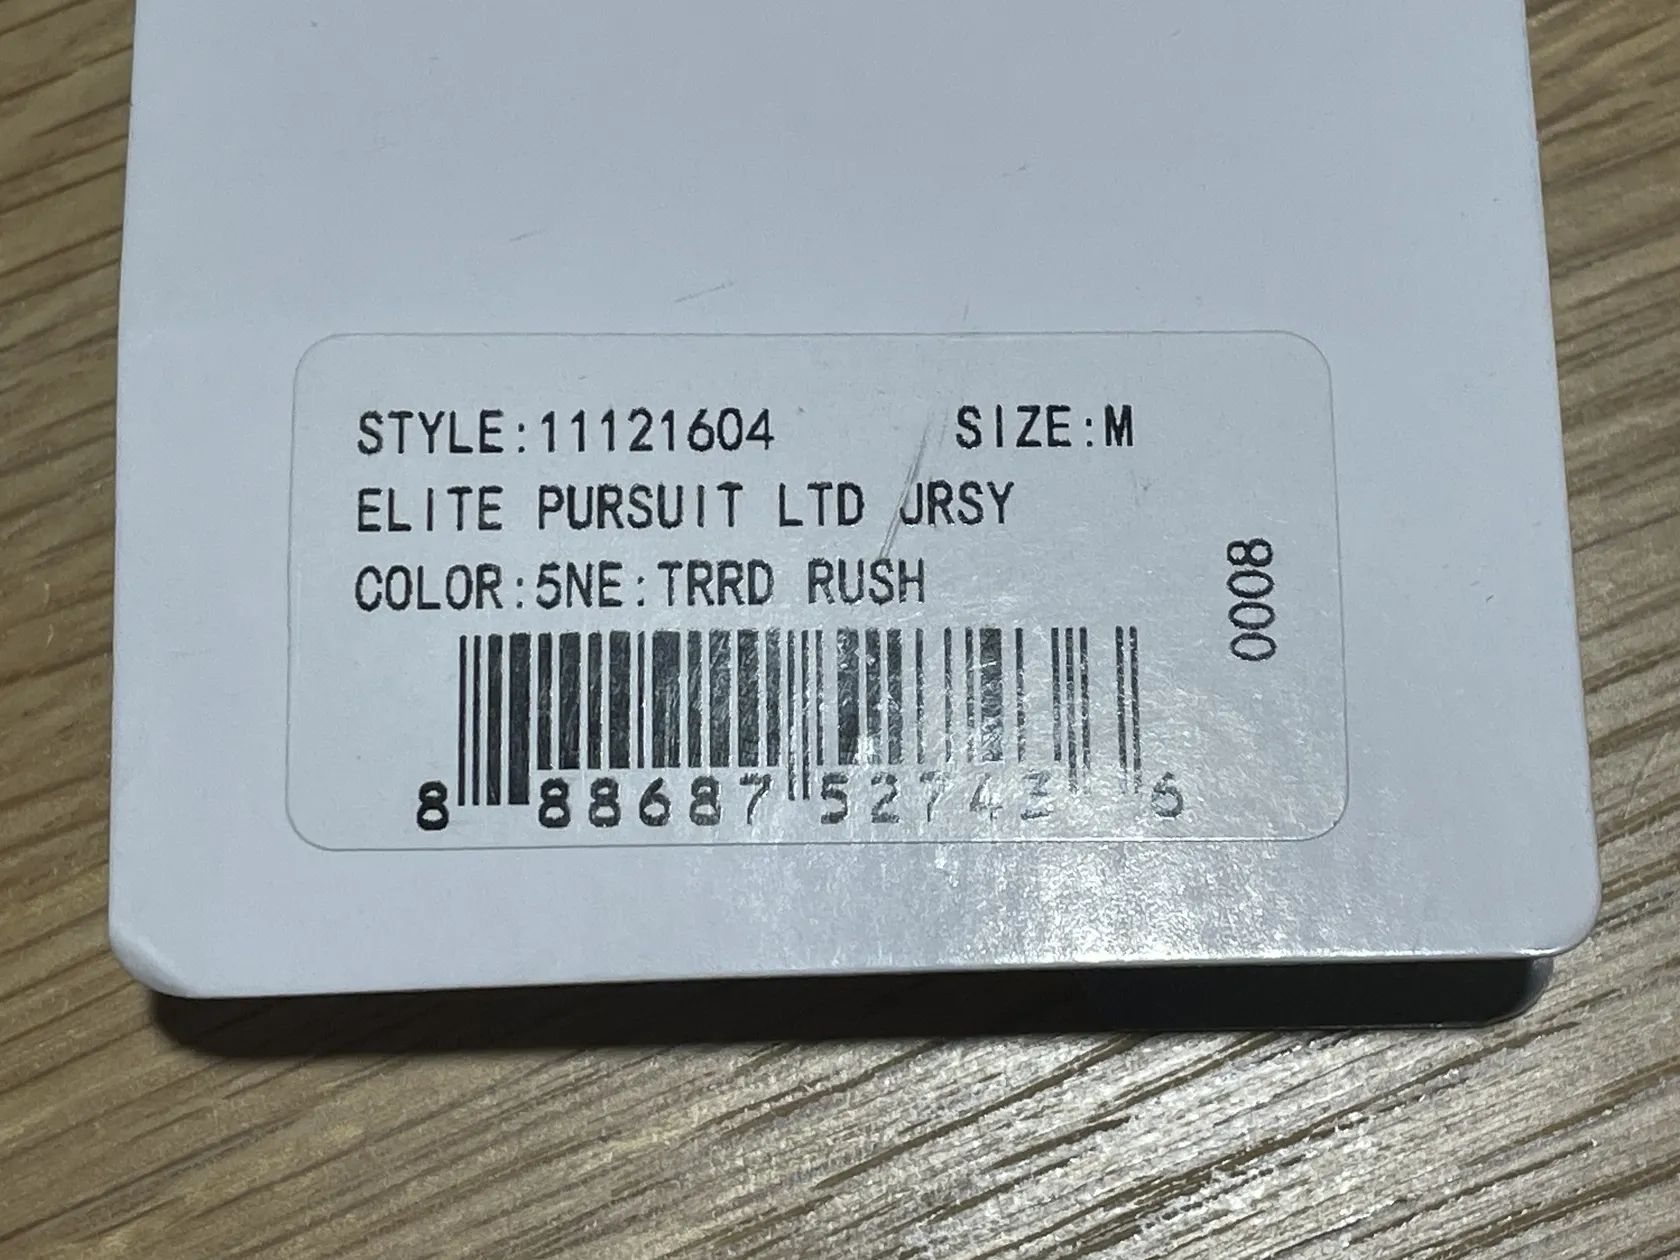 STYLE:11121604 SIZE:M
ELITE PURSUIT LTD JRSY
COLOR:5NE:TRRD RUSH
0008
8 88687 52743 6